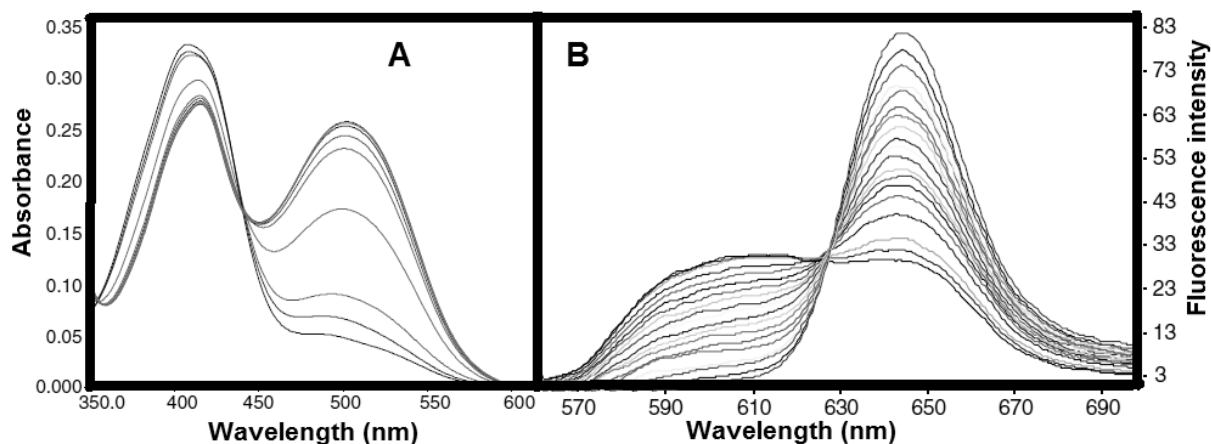 A
B
Absorbance
0.35
0.30
0.25
0.20
0.15
0.10
0.05
0.000
350.0 400 450 500 550 600
Wavelength (nm)
570 590 610 630 650 670 690
Wavelength (nm)
83
73
63
53
43
33
23
13
3
Fluorescence intensity